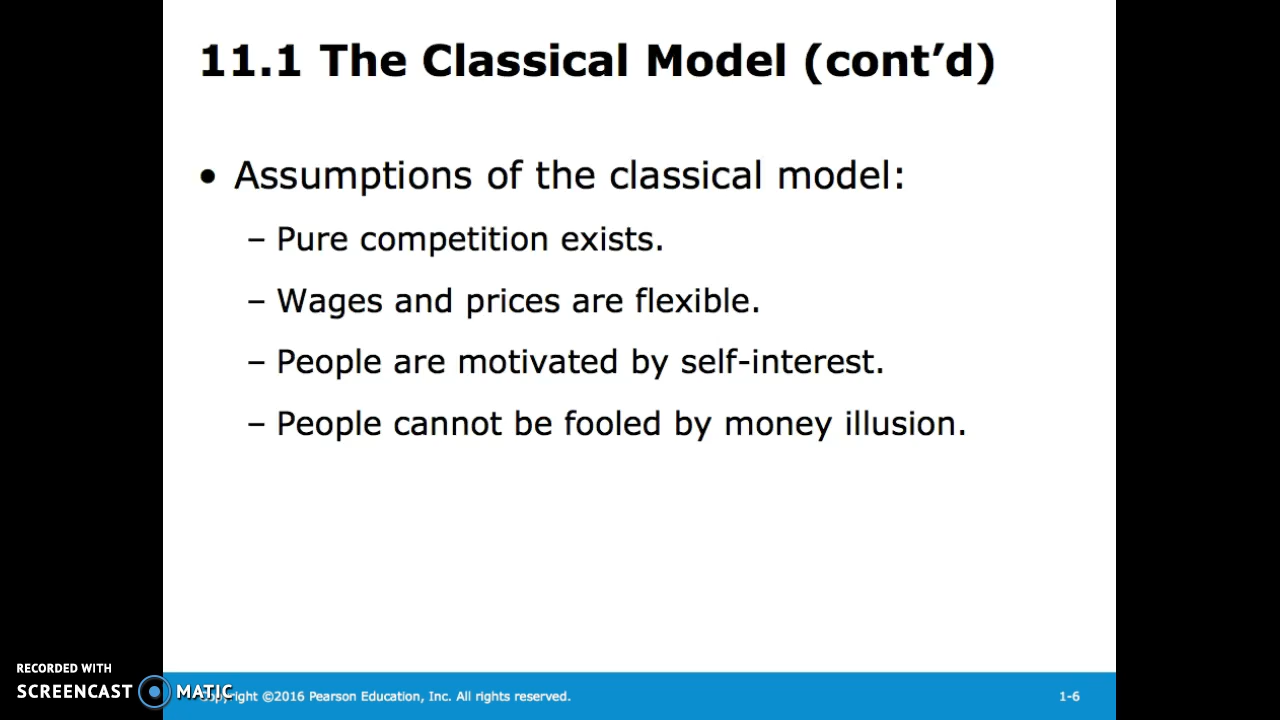 11.1 The Classical Model (cont’d)
• Assumptions of the classical model:
– Pure competition exists.
– Wages and prices are flexible.
– People are motivated by self-interest.
– People cannot be fooled by money illusion.
RECORDED WITH
SCREENCAST MATIC
©2016 Pearson Education, Inc. All rights reserved.
1-6